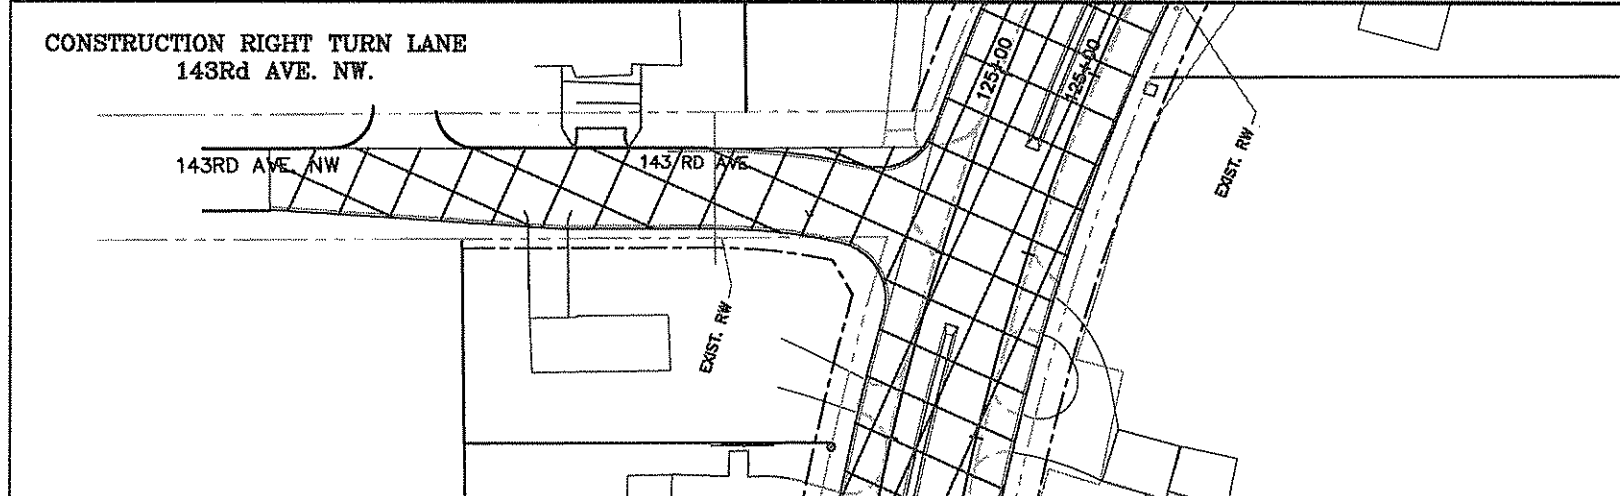 CONSTRUCTION RIGHT TURN LANE
143Rd AVE. NW.
125+00
125+00
143RD AVE NW
143/RD AVE
EXIST. RW
EXIST. RW